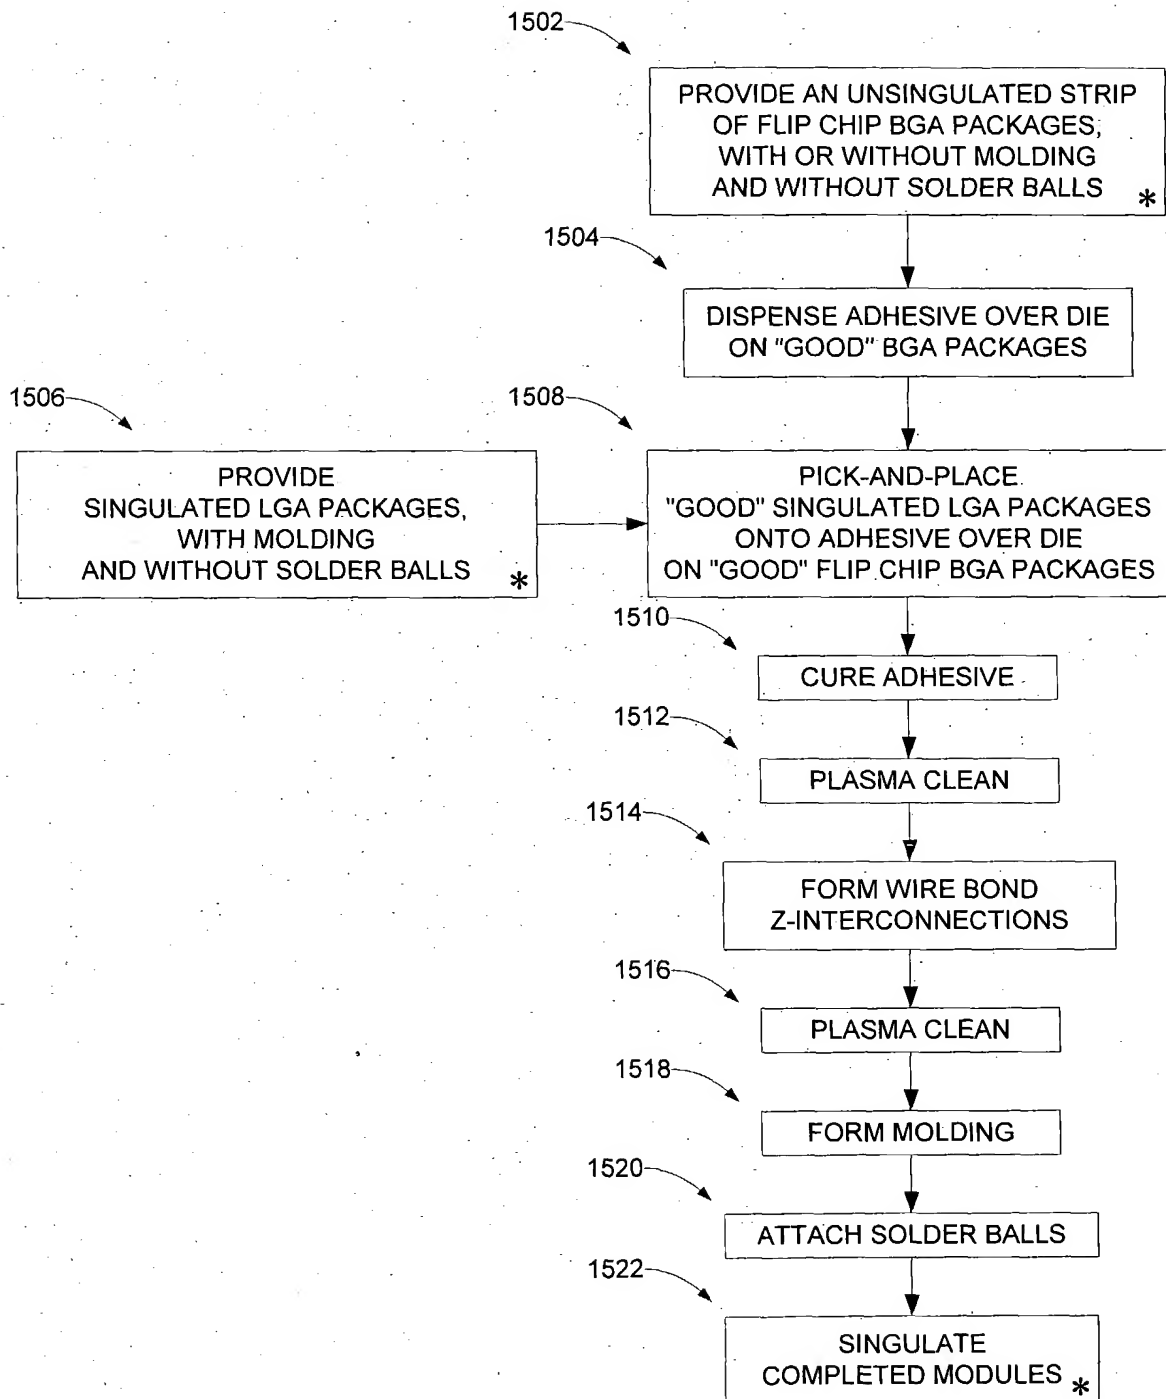 1502
PROVIDE AN UNSINGULATED STRIP
OF FLIP CHIP BGA PACKAGES,
WITH OR WITHOUT MOLDING
AND WITHOUT SOLDER BALLS *
1504
DISPENSE ADHESIVE OVER DIE
ON "GOOD" BGA PACKAGES
1506
PROVIDE
SINGULATED LGA PACKAGES,
WITH MOLDING
AND WITHOUT SOLDER BALLS *
1508
PICK-AND-PLACE
"GOOD" SINGULATED LGA PACKAGES
ONTO ADHESIVE OVER DIE
ON "GOOD" FLIP CHIP BGA PACKAGES
1510
CURE ADHESIVE
1512
PLASMA CLEAN
1514
FORM WIRE BOND
Z-INTERCONNECTIONS
1516
PLASMA CLEAN
1518
FORM MOLDING
1520
ATTACH SOLDER BALLS
1522
SINGULATE
COMPLETED MODULES *